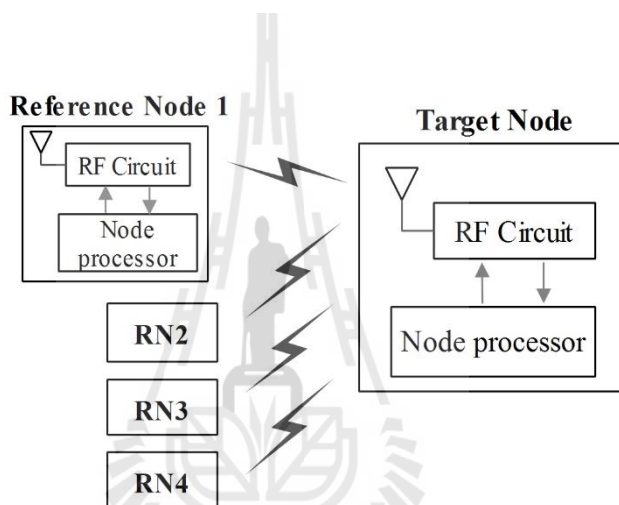 Reference Node 1
RF Circuit
Node
processor
RN2
RN3
RN4
Target Node
RF Circuit
Node processor